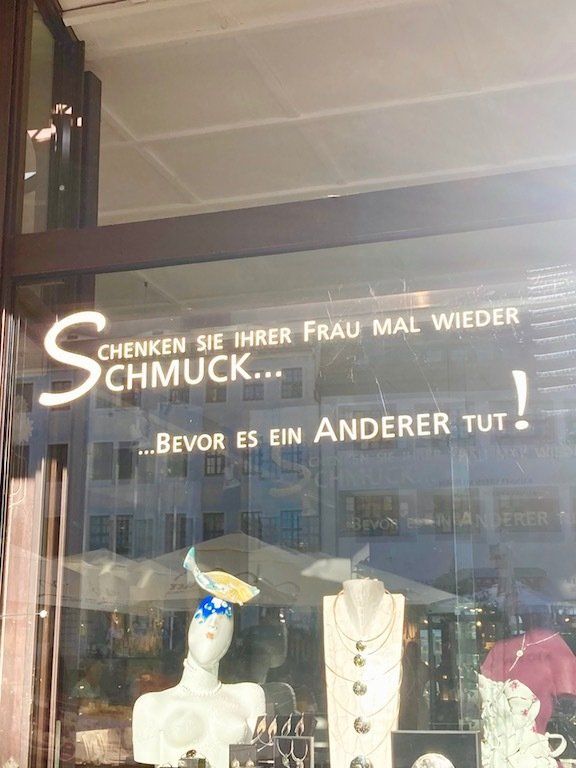 SCHENKEN SIE IHRER FRAU MAL WIEDER
SCHMUCK...
...BEVOR ES EIN ANDERER TUT!